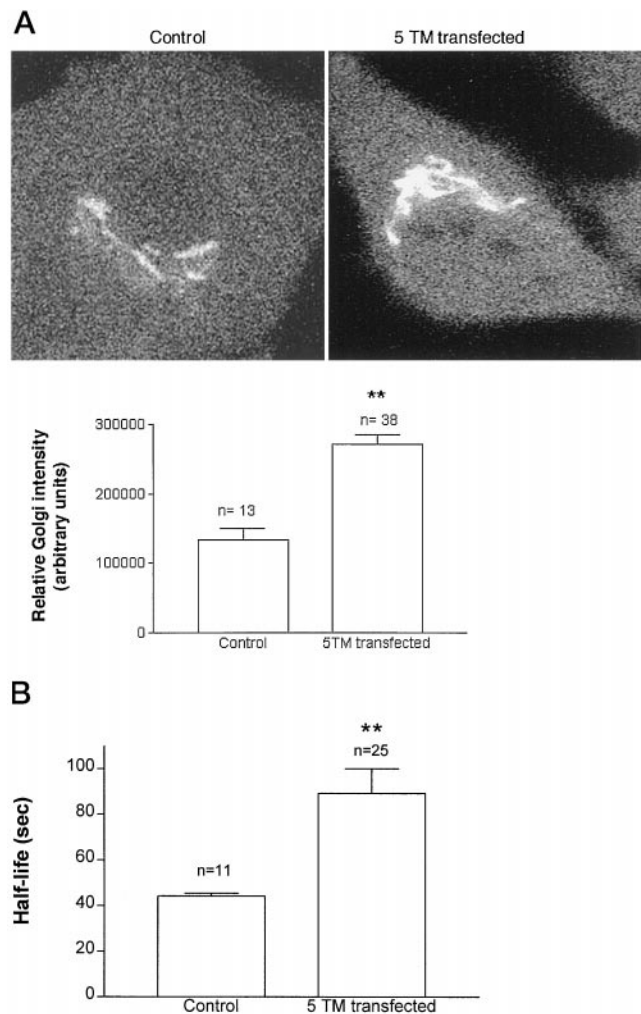 A
Control
5 TM transfected
**
n= 38
n= 13
300000
200000
100000
0
Relative Golgi intensity
(arbitrary units)
Control
5TM transfected
B
**
n=25
n=11
100
80
60
40
20
0
Half-life (sec)
Control
5 TM transfected